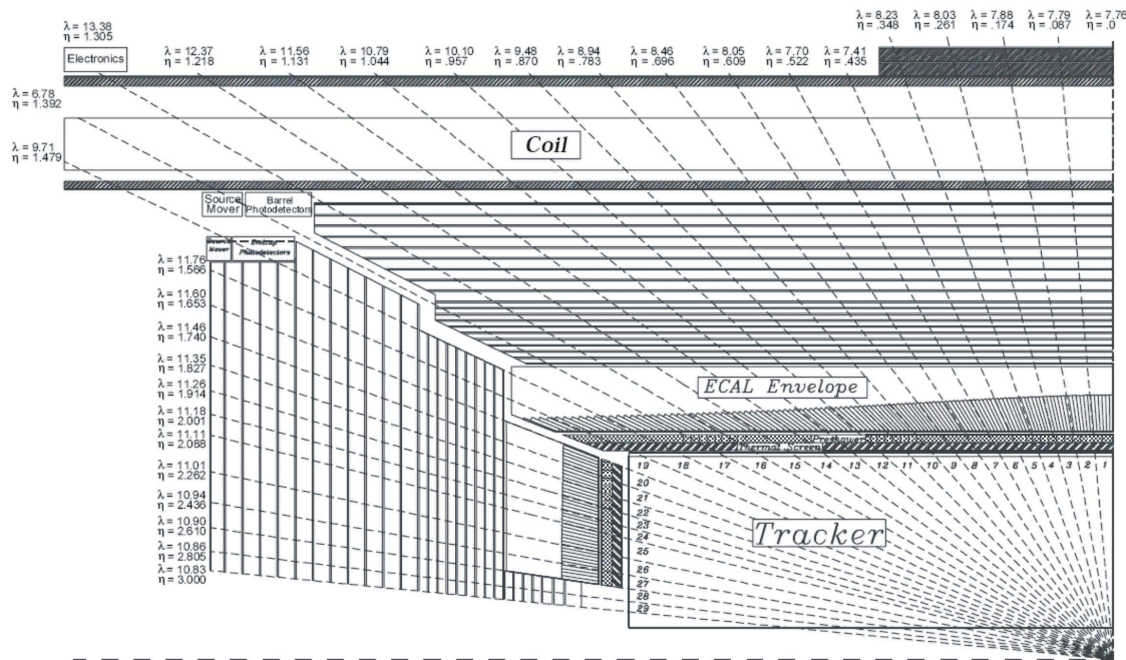 λ = 13.38
η = 1.305
Electronics
λ = 12.37
η = 1.218
λ = 11.56
η = 1.131
λ = 10.79
η = 1.044
λ = 10.10
η = .957
λ = 9.48
η = .870
λ = 8.94
η = .783
λ = 8.46
η = .696
λ = 8.05
η = .609
λ = 7.70
η = .522
λ = 7.41
η = .435
λ = 8.23
η = .348
λ = 8.03
η = .261
λ = 7.88
η = .174
λ = 7.79
η = .087
λ = 7.76
η = .0
λ = 6.78
η = 1.392
λ = 9.71
η = 1.479
Coil
Source
Mover
Barrel
Photodetectors
Source
Mover
Endcap
Photodetectors
λ = 11.76
η = 1.566
λ = 11.60
η = 1.653
λ = 11.46
η = 1.740
λ = 11.35
η = 1.827
λ = 11.26
η = 1.914
λ = 11.18
η = 2.001
λ = 11.11
η = 2.088
λ = 11.01
η = 2.262
λ = 10.94
η = 2.436
λ = 10.90
η = 2.610
λ = 10.86
η = 2.805
λ = 10.83
η = 3.000
ECAL Envelope
Preshower
Thermal Screen
19 18 17 16 15 14 13 12 11 10 9 8 7 6 5 4 3 2 1
20
21
22
23
24
25
26
27
28
29
Tracker